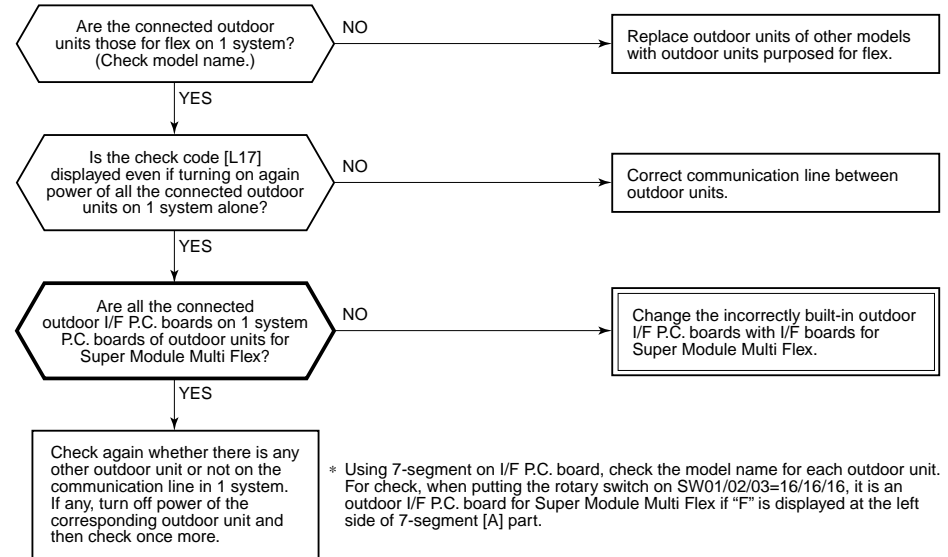 Are the connected outdoor
units those for flex on 1 system?
(Check model name.)
NO
Replace outdoor units of other models
with outdoor units purposed for flex.
YES
Is the check code [L17]
displayed even if turning on again
power of all the connected outdoor
units on 1 system alone?
NO
Correct communication line between
outdoor units.
YES
Are all the connected
outdoor I/F P.C. boards on 1 system
P.C. boards of outdoor units for
Super Module Multi Flex?
NO
Change the incorrectly built-in outdoor
I/F P.C. boards with I/F boards for
Super Module Multi Flex.
YES
Check again whether there is any
other outdoor unit or not on the
communication line in 1 system.
If any, turn off power of the
corresponding outdoor unit and
then check once more.
* Using 7-segment on I/F P.C. board, check the model name for each outdoor unit.
For check, when putting the rotary switch on SW01/02/03=16/16/16, it is an
outdoor I/F P.C. board for Super Module Multi Flex if “F” is displayed at the left
side of 7-segment [A] part.